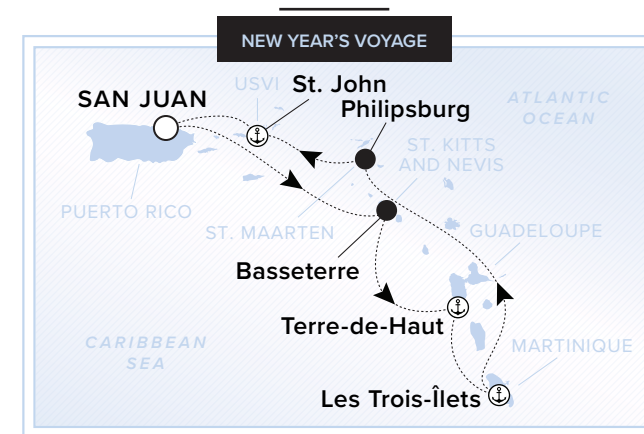 NEW YEAR'S VOYAGE
USVI
St. John
SAN JUAN
Philipsburg
ATLANTIC
OCEAN
ST. KITTS
AND NEVIS
PUERTO RICO
ST. MAARTEN
GUADELOUPE
Basseterre
Terre-de-Haut
CARIBBEAN
SEA
MARTINIQUE
Les Trois-Îlets